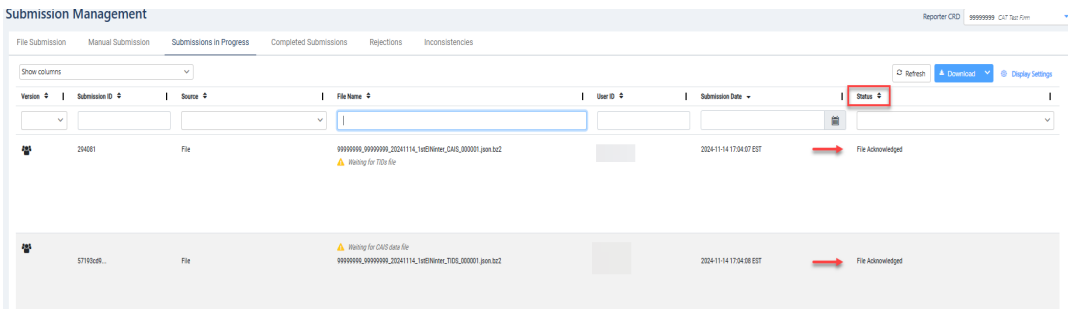 Submission Management
Reporter CRD 99999999 CAT Test Firm
File Submission Manual Submission Submissions in Progress Completed Submissions Rejections Inconsistencies
Show columns Refresh Download Display Settings
Version Submission ID Source File Name User ID Submission Date Status
294081 File 99999999_99999999_20241114_1stEINinter_CAIS_000001.json.bz2 2024-11-14 17:04:07 EST File Acknowledged
Waiting for TIDs file
Waiting for CAIS data file
57193cd9... File 99999999_99999999_20241114_1stEINinter_TIDS_000001.json.bz2 2024-11-14 17:04:08 EST File Acknowledged